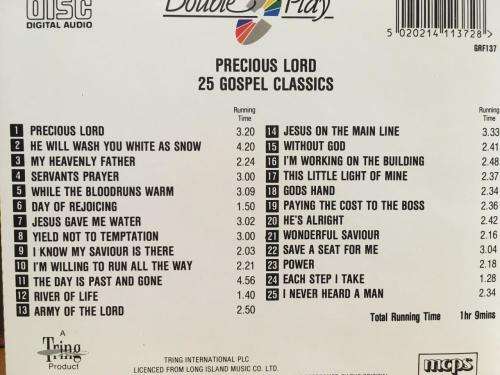 DISC
DIGITAL AUDIO
Double Play
5 020214 113728 >
GRF137
PRECIOUS LORD
25 GOSPEL CLASSICS
Running
Time
1 PRECIOUS LORD 3.20
2 HE WILL WASH YOU WHITE AS SNOW 4.20
3 MY HEAVENLY FATHER 2.24
4 SERVANTS PRAYER 3.00
5 WHILE THE BLOODRUNS WARM 3.09
6 DAY OF REJOICING 1.50
7 JESUS GAVE ME WATER 3.02
8 YIELD NOT TO TEMPTATION 3.00
9 I KNOW MY SAVIOUR IS THERE 2.03
10 I'M WILLING TO RUN ALL THE WAY 2.21
11 THE DAY IS PAST AND GONE 4.56
12 RIVER OF LIFE 1.40
13 ARMY OF THE LORD 2.50
Running
Time
14 JESUS ON THE MAIN LINE 3.33
15 WITHOUT GOD 2.41
16 I'M WORKING ON THE BUILDING 2.48
17 THIS LITTLE LIGHT OF MINE 2.37
18 GODS HAND 2.34
19 PAYING THE COST TO THE BOSS 2.36
20 HE'S ALRIGHT 2.42
21 WONDERFUL SAVIOUR 2.16
22 SAVE A SEAT FOR ME 3.04
23 POWER 2.18
24 EACH STEP I TAKE 1.28
25 I NEVER HEARD A MAN 2.34
Total Running Time 1hr 9mins
A
Tring
Product
TRING INTERNATIONAL PLC
LICENCED FROM LONG ISLAND MUSIC CO. LTD.
mcps